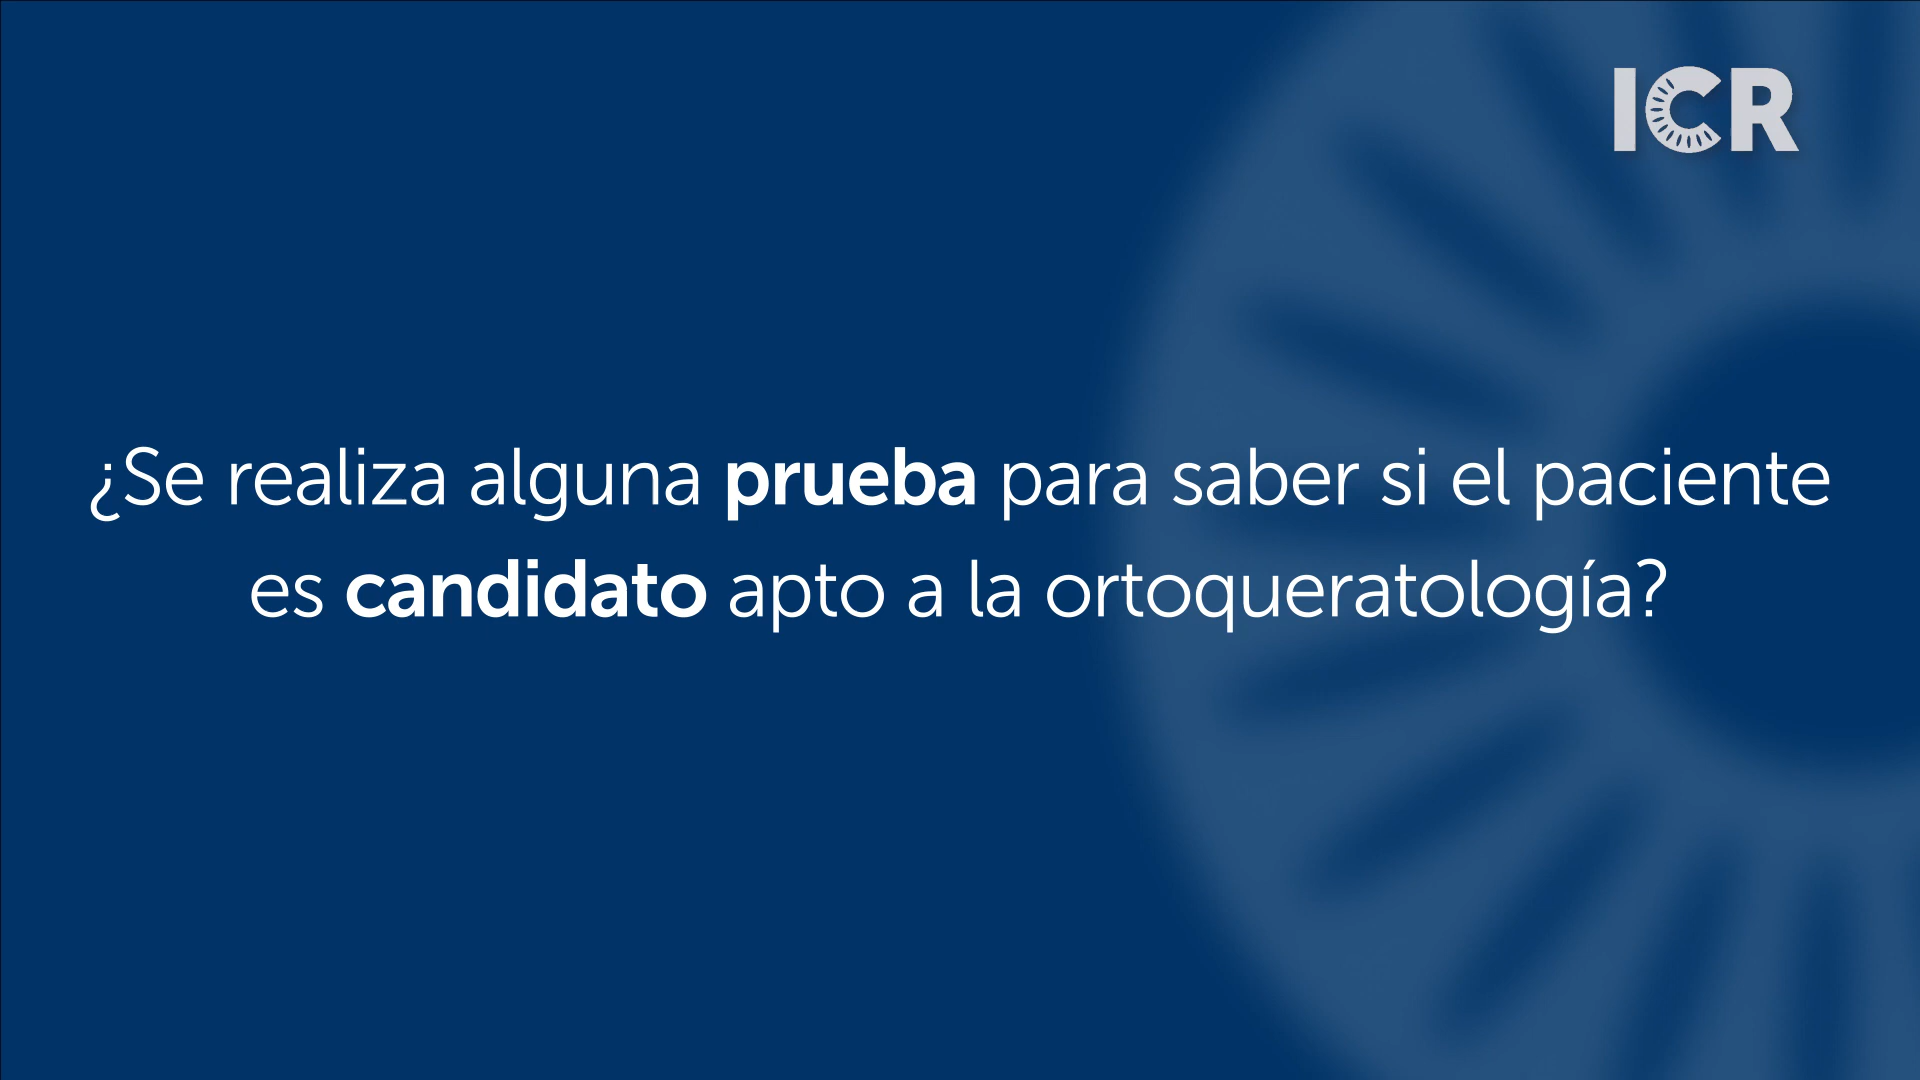 ICR
¿Se realiza alguna prueba para saber si el paciente
es candidato apto a la ortoqueratología?